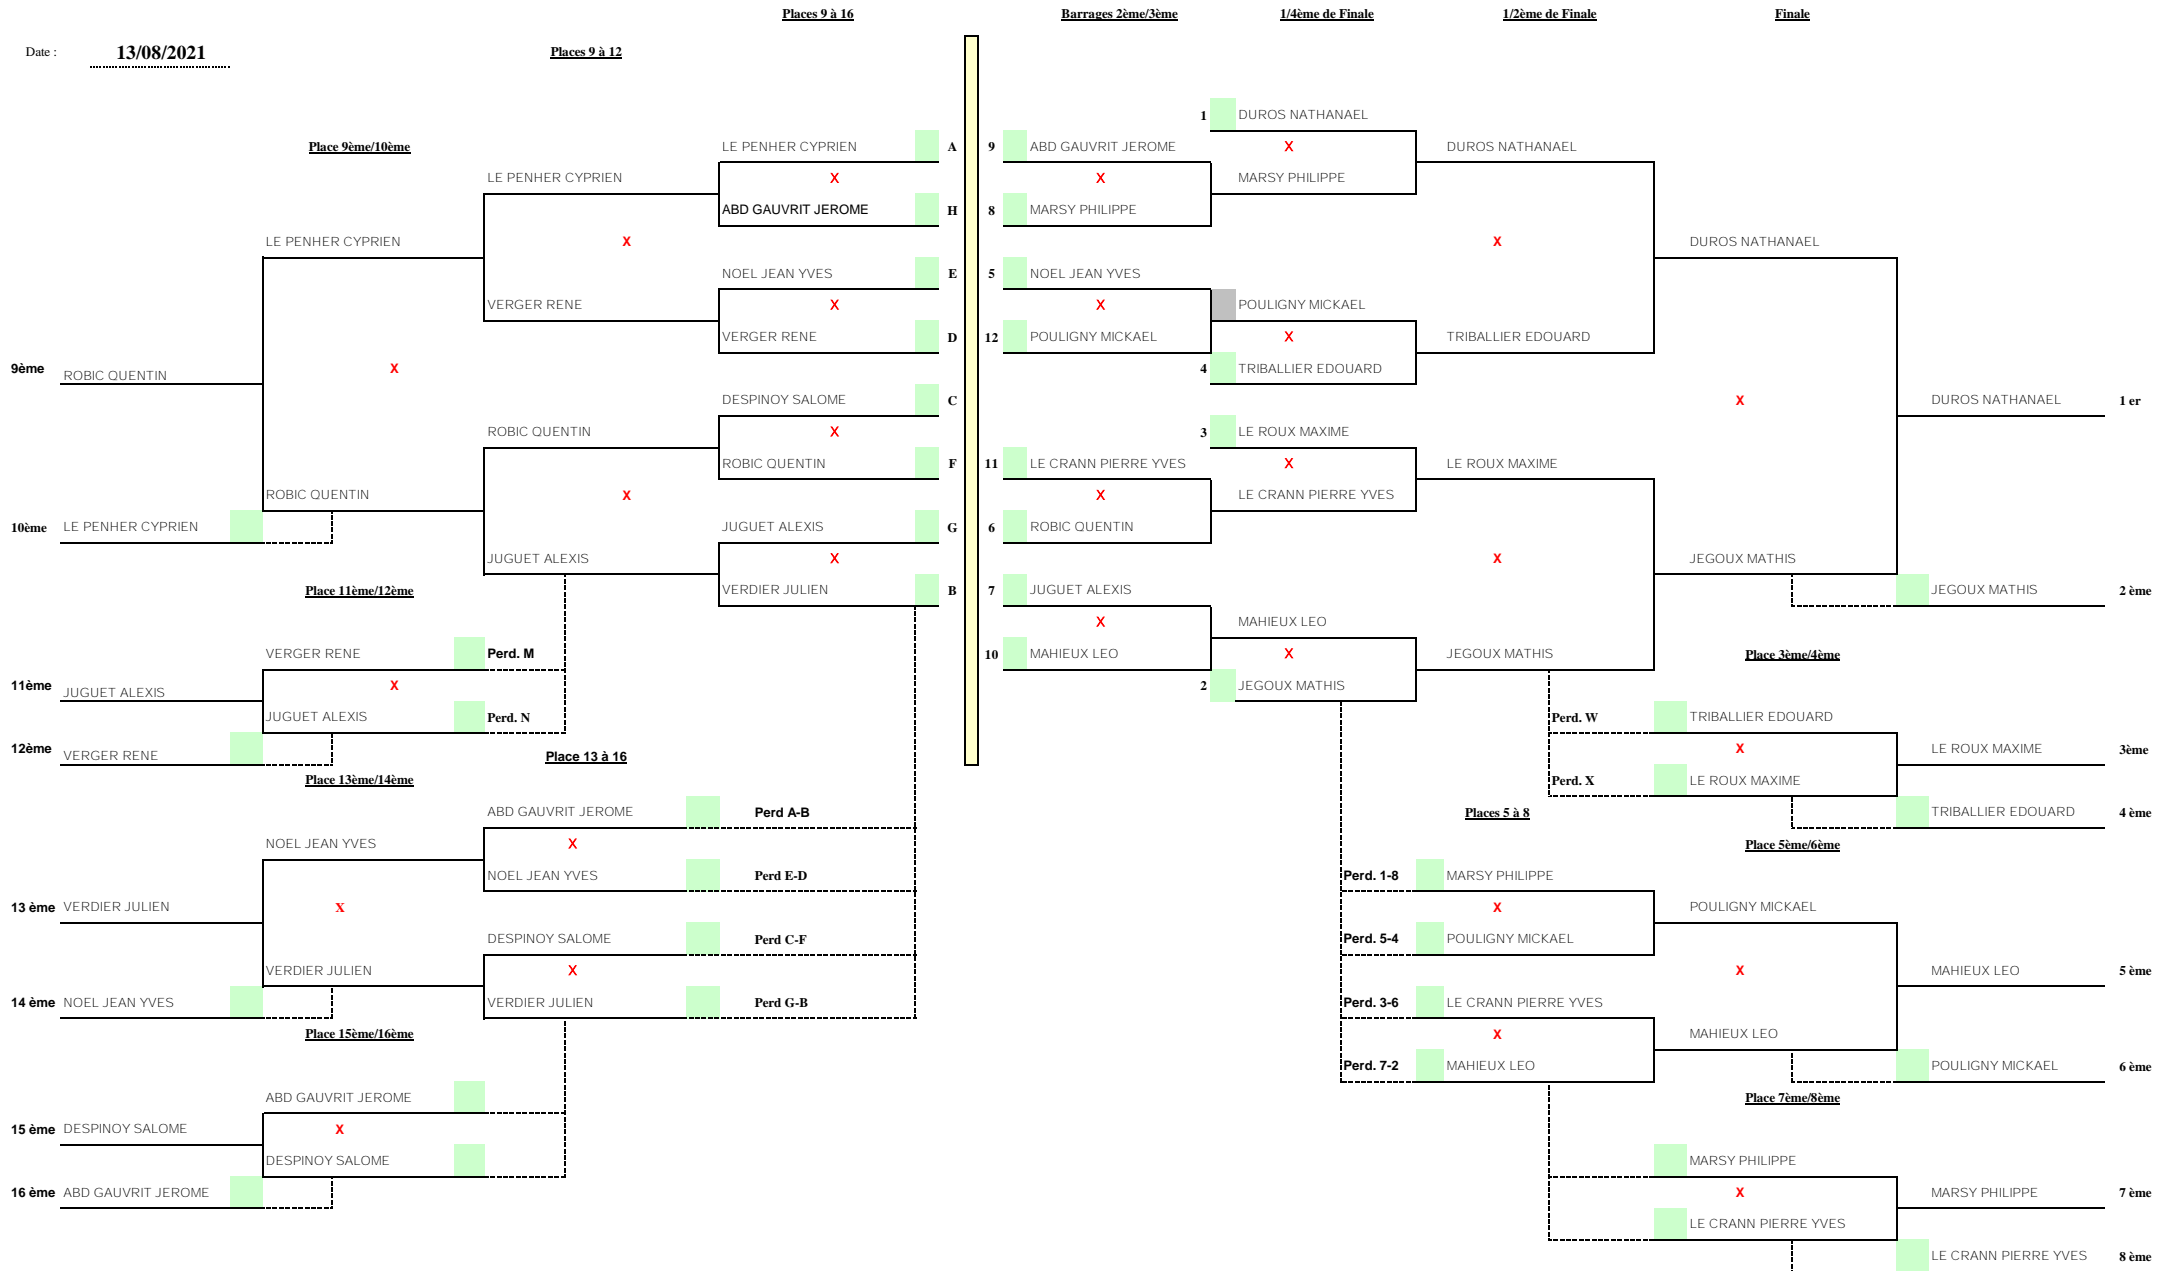 Places 9 à 16 Barrages 2ème/3ème 1/4ème de Finale 1/2ème de Finale Finale
Date : 13/08/2021 Places 9 à 12
1 DUROS NATHANAEL
Place 9ème/10ème LE PENHER CYPRIEN A 9 ABD GAUVRIT JEROME X DUROS NATHANAEL
LE PENHER CYPRIEN X X MARSY PHILIPPE
ABD GAUVRIT JEROME H 8 MARSY PHILIPPE
LE PENHER CYPRIEN X X DUROS NATHANAEL
NOEL JEAN YVES E 5 NOEL JEAN YVES
VERGER RENE X X POULIGNY MICKAEL
VERGER RENE D 12 POULIGNY MICKAEL X TRIBALLIER EDOUARD
9ème ROBIC QUENTIN X 4 TRIBALLIER EDOUARD
DESPINOY SALOME C X DUROS NATHANAEL 1 er
ROBIC QUENTIN X 3 LE ROUX MAXIME
ROBIC QUENTIN F 11 LE CRANN PIERRE YVES X LE ROUX MAXIME
ROBIC QUENTIN X X LE CRANN PIERRE YVES
10ème LE PENHER CYPRIEN JUGUET ALEXIS G 6 ROBIC QUENTIN
JUGUET ALEXIS X X JEGOUX MATHIS
Place 11ème/12ème VERDIER JULIEN B 7 JUGUET ALEXIS JEGOUX MATHIS 2 ème
X MAHIEUX LEO
VERGER RENE Perd. M 10 MAHIEUX LEO X JEGOUX MATHIS Place 3ème/4ème
11ème JUGUET ALEXIS X 2 JEGOUX MATHIS
JUGUET ALEXIS Perd. N Perd. W TRIBALLIER EDOUARD
12ème VERGER RENE Place 13 à 16 X LE ROUX MAXIME 3ème
Place 13ème/14ème Perd. X LE ROUX MAXIME
ABD GAUVRIT JEROME Perd A-B Places 5 à 8 TRIBALLIER EDOUARD 4 ème
NOEL JEAN YVES X Place 5ème/6ème
NOEL JEAN YVES Perd E-D Perd. 1-8 MARSY PHILIPPE
13 ème VERDIER JULIEN X X POULIGNY MICKAEL
DESPINOY SALOME Perd C-F Perd. 5-4 POULIGNY MICKAEL
VERDIER JULIEN X X MAHIEUX LEO 5 ème
14 ème NOEL JEAN YVES VERDIER JULIEN Perd G-B Perd. 3-6 LE CRANN PIERRE YVES
Place 15ème/16ème X MAHIEUX LEO
Perd. 7-2 MAHIEUX LEO POULIGNY MICKAEL 6 ème
ABD GAUVRIT JEROME Place 7ème/8ème
15 ème DESPINOY SALOME X
DESPINOY SALOME MARSY PHILIPPE
16 ème ABD GAUVRIT JEROME X MARSY PHILIPPE 7 ème
LE CRANN PIERRE YVES
LE CRANN PIERRE YVES 8 ème